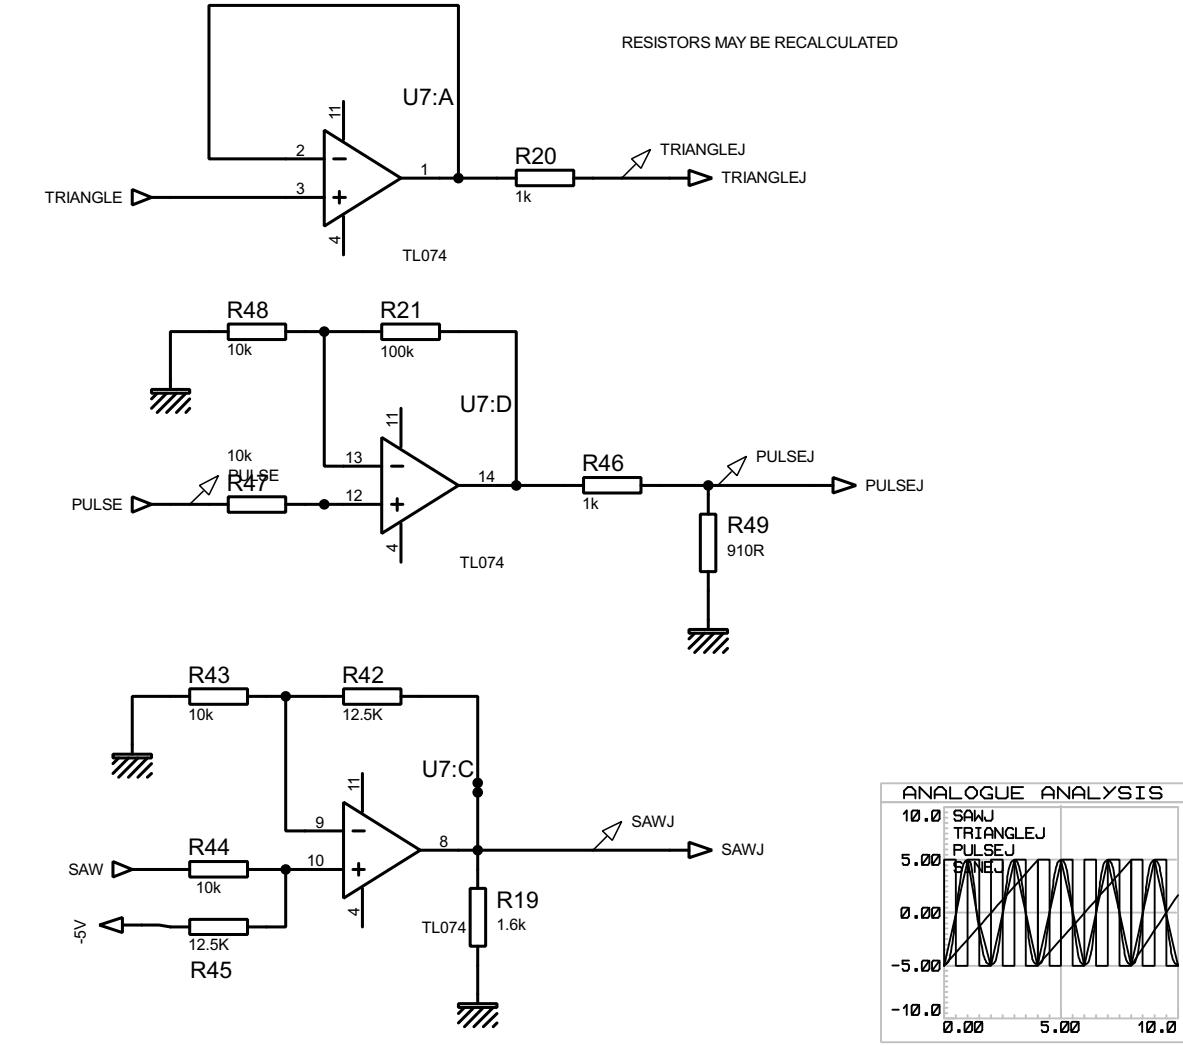 RESISTORS MAY BE RECALCULATED
U7:A
11
2
1
3
4
TRIANGLE
R20
1k
TRIANGLEJ
TRIANGLEJ
TL074
R48
10k
R21
100k
U7:D
11
13
14
12
4
10k
PULSE
R47
PULSE
R46
1k
PULSEJ
PULSEJ
R49
910R
TL074
R43
10k
R42
12.5K
U7:C
11
9
8
10
4
SAW
R44
10k
-5V
12.5K
R45
SAWJ
SAWJ
R19
1.6k
TL074
ANALOGUE ANALYSIS
10.0
SAWJ
TRIANGLEJ
PULSEJ
5.00
SINEJ
0.00
-5.00
-10.0
0.00
5.00
10.0